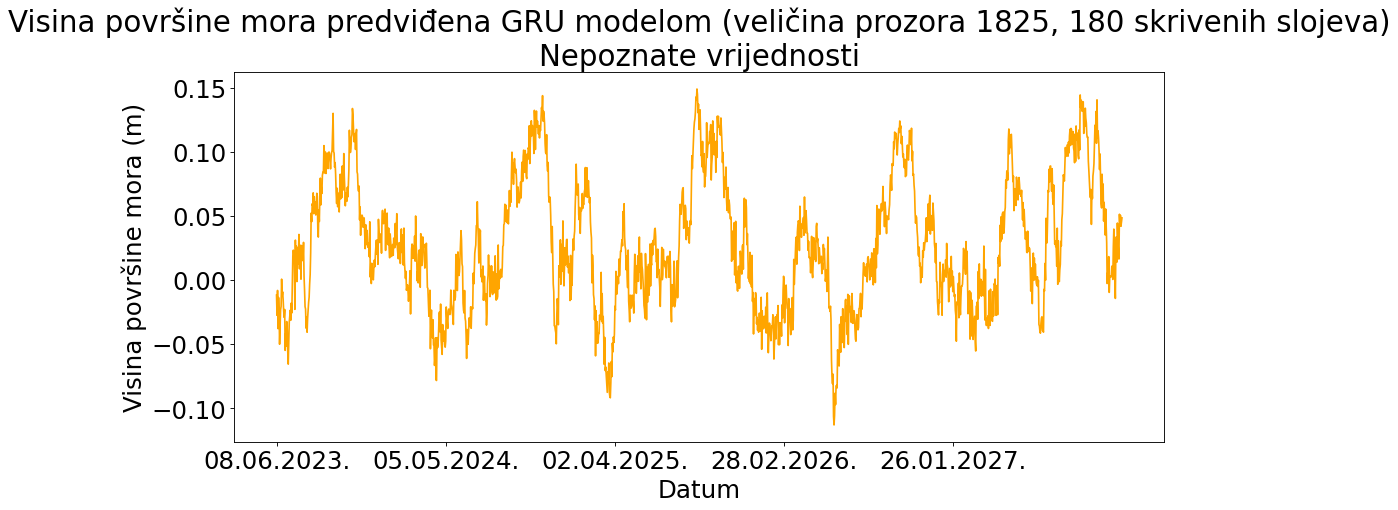 Visina površine mora predviđena GRU modelom (veličina prozora 1825, 180 skrivenih slojeva)
Nepoznate vrijednosti
Visina površine mora (m)
0.15
0.10
0.05
0.00
−0.05
−0.10
08.06.2023. 05.05.2024. 02.04.2025. 28.02.2026. 26.01.2027.
Datum